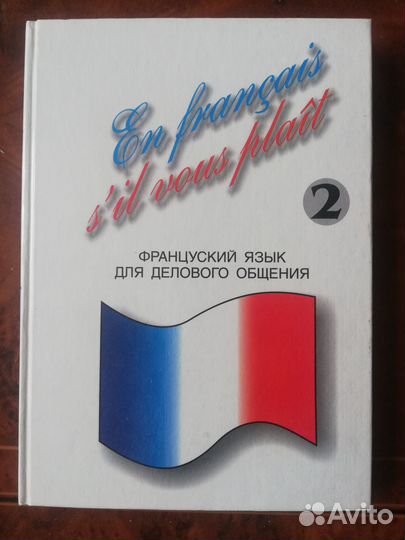 En français
s'il vous plaît
2
ФРАНЦУСКИЙ ЯЗЫК
ДЛЯ ДЕЛОВОГО ОБЩЕНИЯ
Avito